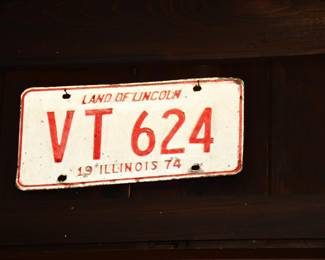 LAND OF LINCOLN
VT 624
19 ILLINOIS 74